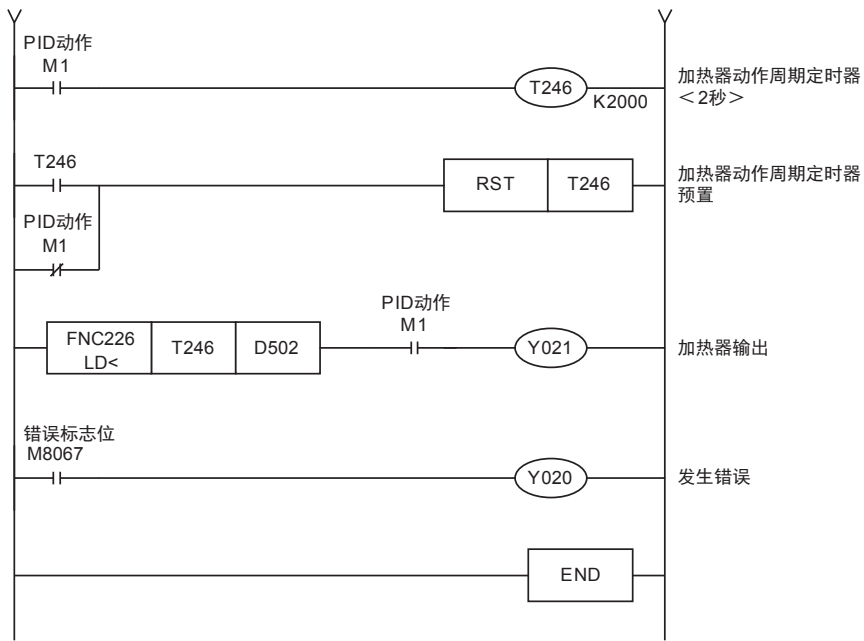 PID动作
M1
T246
K2000
加热器动作周期定时器
＜2秒＞
T246
RST T246
加热器动作周期定时器
预置
PID动作
M1
PID动作
M1
FNC226
LD<
T246
D502
Y021
加热器输出
错误标志位
M8067
Y020
发生错误
END